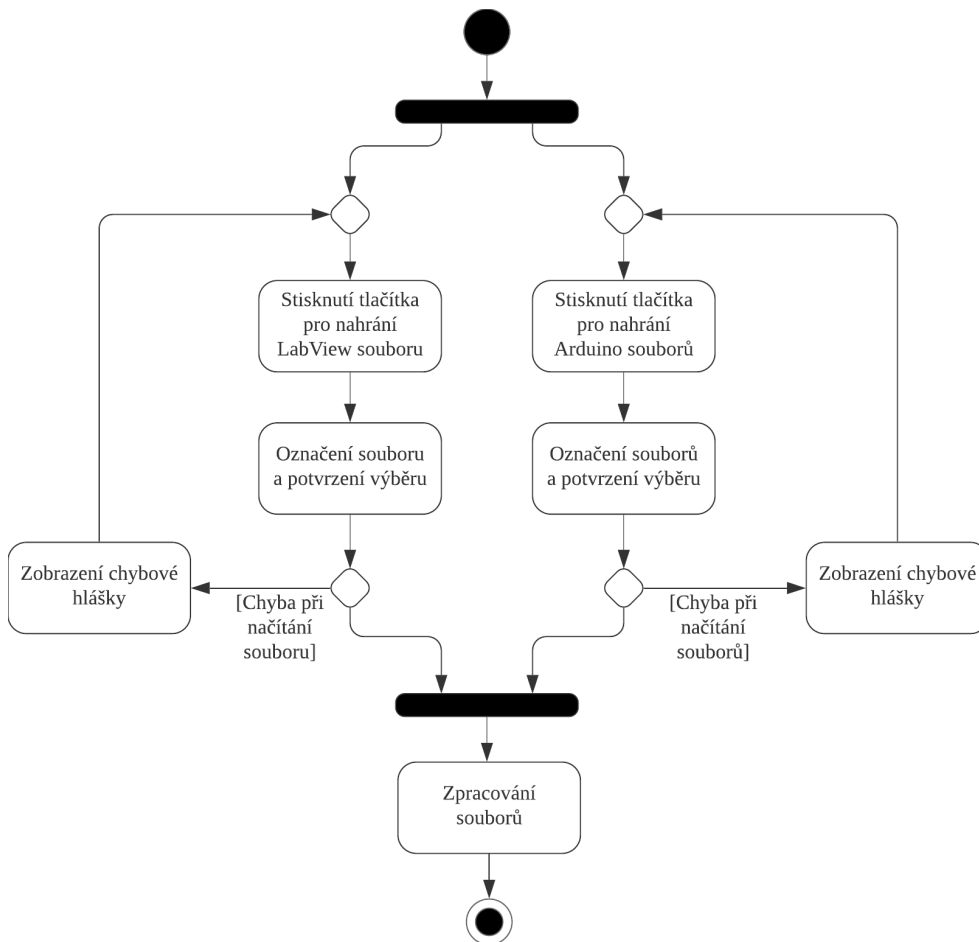 Stisknutí tlačítka
pro nahrání
LabView souboru
Stisknutí tlačítka
pro nahrání
Arduino souborů
Označení souboru
a potvrzení výběru
Označení souborů
a potvrzení výběru
Zobrazení chybové
hlášky
[Chyba při
načítání
souboru]
[Chyba při
načítání
souborů]
Zobrazení chybové
hlášky
Zpracování
souborů